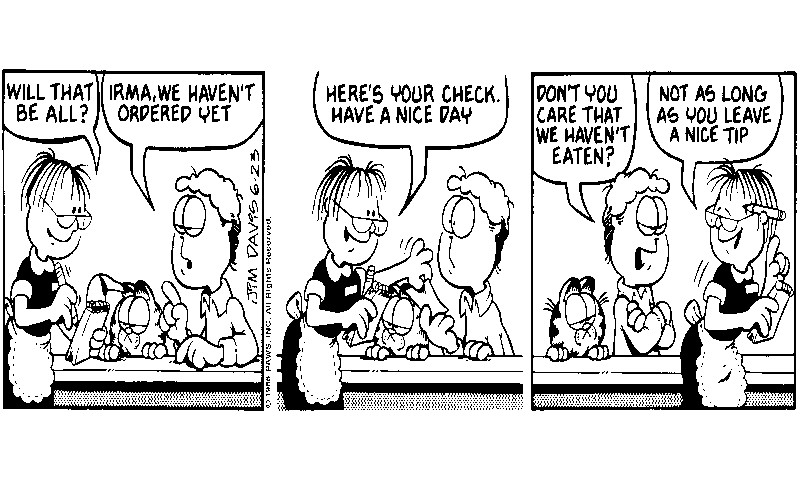 WILL THAT
BE ALL?
IRMA, WE HAVEN'T
ORDERED YET
JIM DAVIS 6-23
© 1986 PAWS, INC. All Rights Reserved.
HERE'S YOUR CHECK.
HAVE A NICE DAY
DON'T YOU
CARE THAT
WE HAVEN'T
EATEN?
NOT AS LONG
AS YOU LEAVE
A NICE TIP